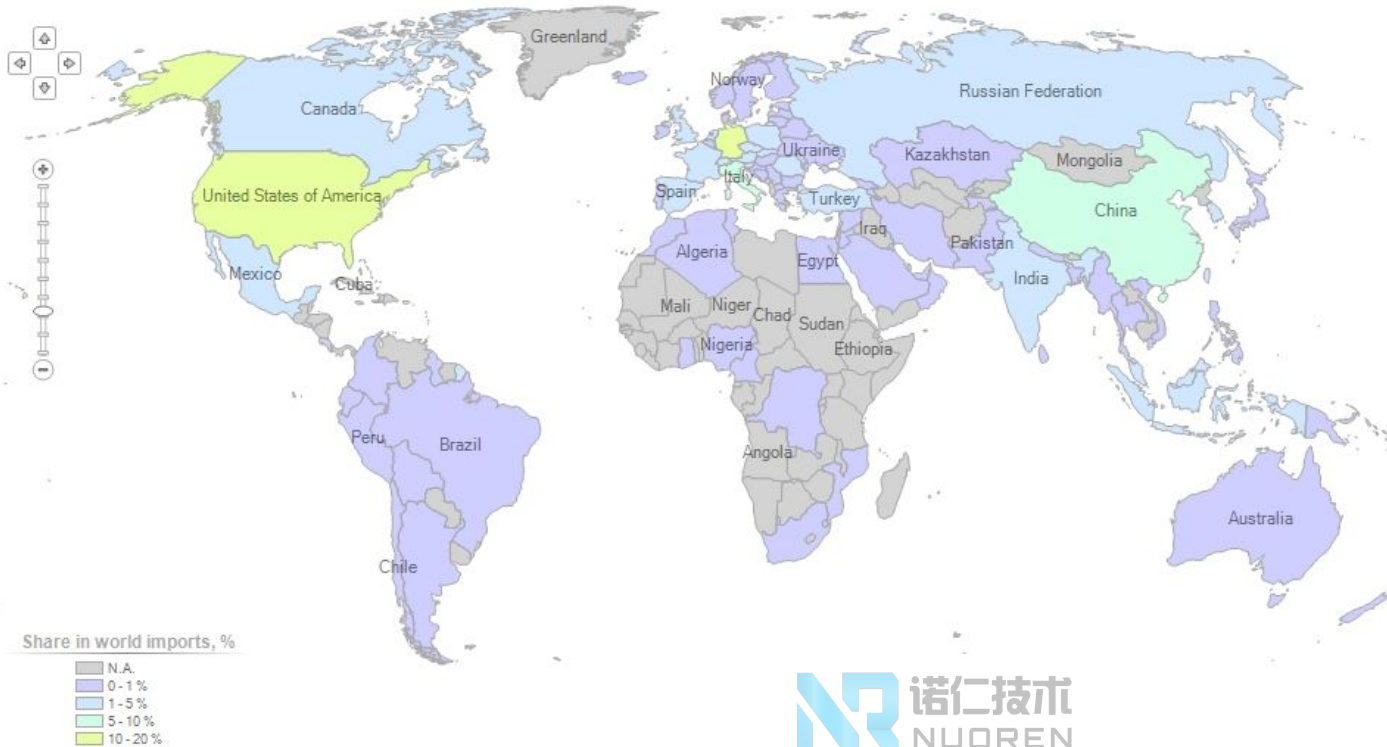 Greenland
Norway
Canada
Russian Federation
Ukraine
Kazakhstan
Mongolia
Italy
United States of America
Spain
Turkey
China
Iraq
Pakistan
Algeria
Egypt
India
Mexico
Cuba
Mali
Niger
Chad
Sudan
Nigeria
Ethiopia
Peru
Brazil
Angola
Australia
Chile
Share in world imports, %
N.A.
0 - 1 %
1 - 5 %
5 - 10 %
10 - 20 %
NR
诺仁技术
NUOREN